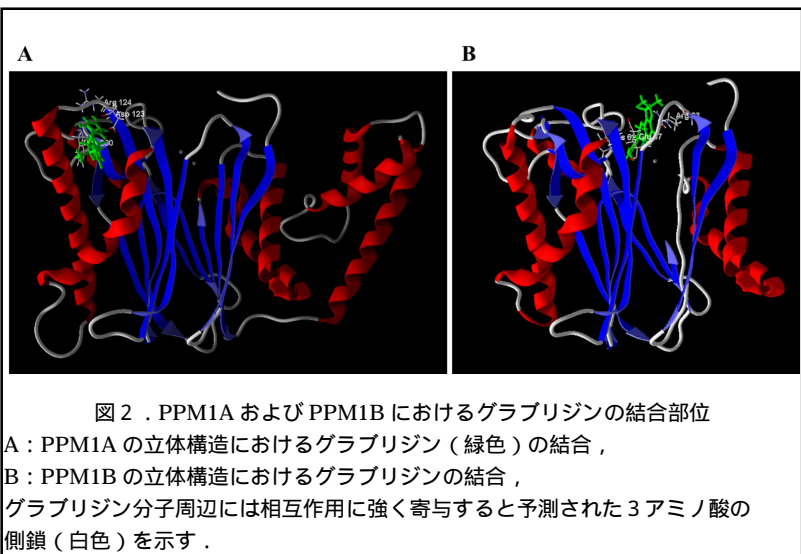 A
B
Arg 124
Asp 123
図２．PPM1A および PPM1B におけるグラブリジンの結合部位
A：PPM1A の立体構造におけるグラブリジン（緑色）の結合，
B：PPM1B の立体構造におけるグラブリジンの結合，
グラブリジン分子周辺には相互作用に強く寄与すると予測された３アミノ酸の
側鎖（白色）を示す．